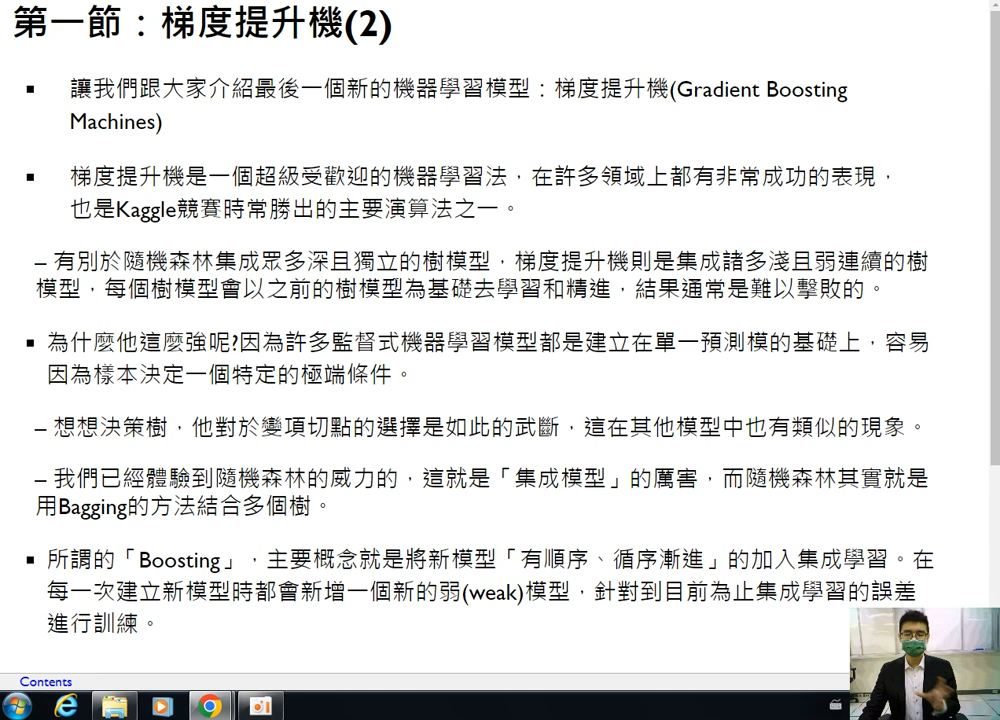 第一節：梯度提升機(2)
▪ 讓我們跟大家介紹最後一個新的機器學習模型：梯度提升機(Gradient Boosting
Machines)
▪ 梯度提升機是一個超級受歡迎的機器學習法，在許多領域上都有非常成功的表現，
也是Kaggle競賽時常勝出的主要演算法之一。
– 有別於隨機森林集成眾多深且獨立的樹模型，梯度提升機則是集成諸多淺且弱連續的樹
模型，每個樹模型會以之前的樹模型為基礎去學習和精進，結果通常是難以擊敗的。
▪ 為什麼他這麼強呢?因為許多監督式機器學習模型都是建立在單一預測模的基礎上，容易
因為樣本決定一個特定的極端條件。
– 想想決策樹，他對於變項切點的選擇是如此的武斷，這在其他模型中也有類似的現象。
– 我們已經體驗到隨機森林的威力的，這就是「集成模型」的厲害，而隨機森林其實就是
用Bagging的方法結合多個樹。
▪ 所謂的「Boosting」，主要概念就是將新模型「有順序、循序漸進」的加入集成學習。在
每一次建立新模型時都會新增一個新的弱(weak)模型，針對到目前為止集成學習的誤差
進行訓練。
Contents